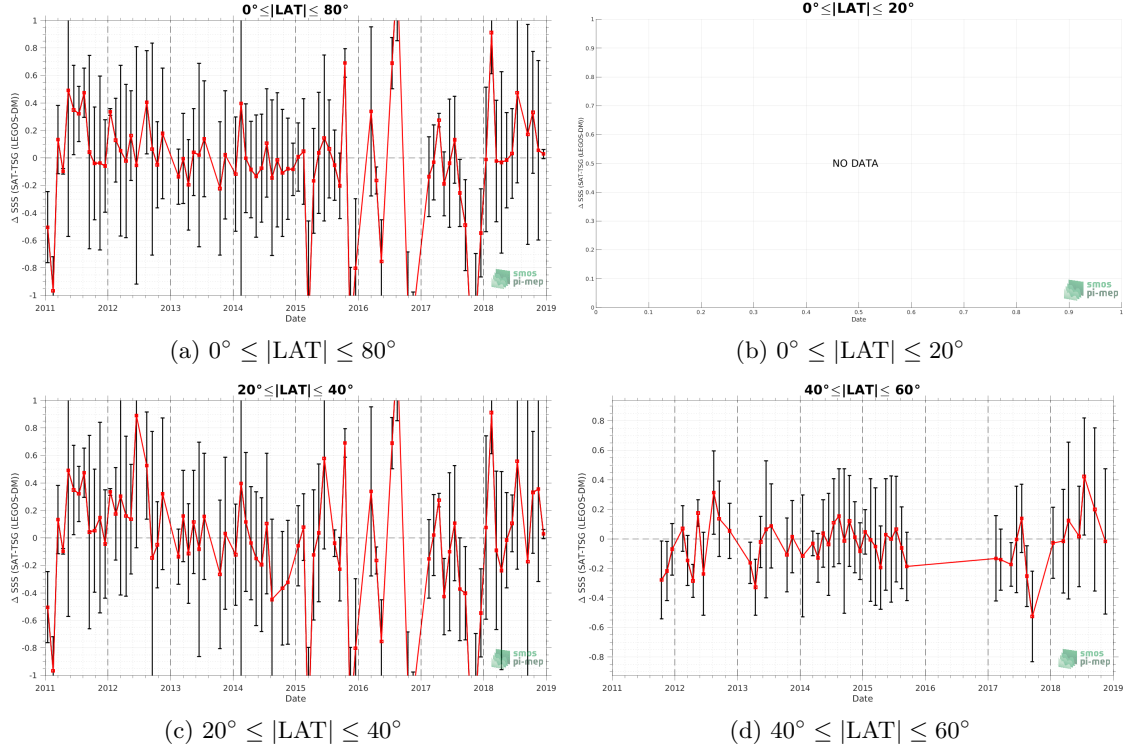 0°≤|LAT|≤ 80°
Δ SSS (SAT-TSG (LEGOS-DM))
1
0.8
0.6
0.4
0.2
0
-0.2
-0.4
-0.6
-0.8
-1
2011 2012 2013 2014 2015 2016 2017 2018 2019
Date
smos
pi-mep
(a) 0° ≤ |LAT| ≤ 80°
0°≤|LAT|≤ 20°
Δ SSS (SAT-TSG (LEGOS-DM))
1
0.9
0.8
0.7
0.6
0.5
0.4
0.3
0.2
0.1
0
NO DATA
0 0.1 0.2 0.3 0.4 0.5 0.6 0.7 0.8 0.9 1
Date
smos
pi-mep
(b) 0° ≤ |LAT| ≤ 20°
20°≤|LAT|≤ 40°
Δ SSS (SAT-TSG (LEGOS-DM))
1
0.8
0.6
0.4
0.2
0
-0.2
-0.4
-0.6
-0.8
-1
2011 2012 2013 2014 2015 2016 2017 2018 2019
Date
smos
pi-mep
(c) 20° ≤ |LAT| ≤ 40°
40°≤|LAT|≤ 60°
Δ SSS (SAT-TSG (LEGOS-DM))
0.8
0.6
0.4
0.2
0
-0.2
-0.4
-0.6
-0.8
2011 2012 2013 2014 2015 2016 2017 2018 2019
Date
smos
pi-mep
(d) 40° ≤ |LAT| ≤ 60°